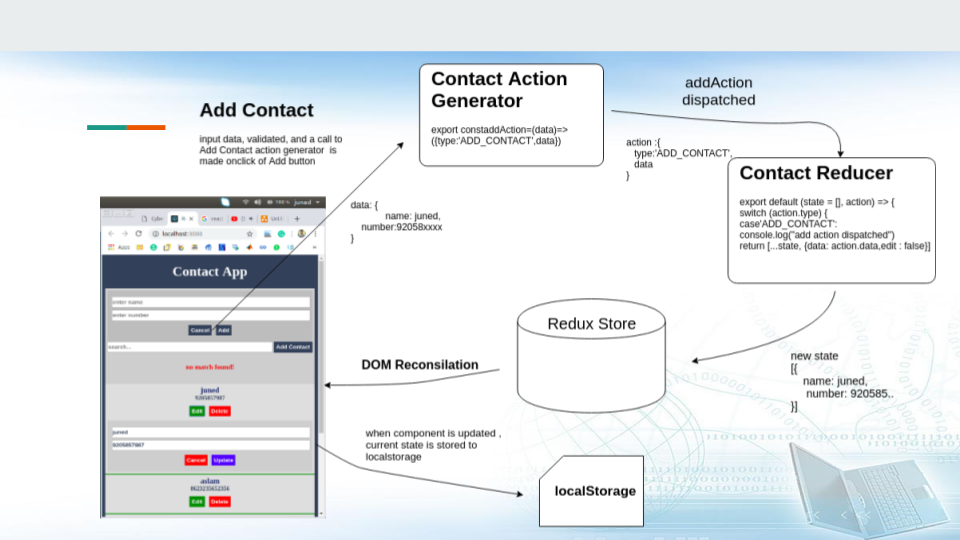 Add Contact
input data, validated, and a call to
Add Contact action generator is
made onclick of Add button
Contact Action
Generator
export constaddAction=(data)=>
({type:'ADD_CONTACT',data})
addAction
dispatched
action :{
type:'ADD_CONTACT',
data
}
Contact Reducer
export default (state = [], action) => {
switch (action.type) {
case'ADD_CONTACT':
console.log("add action dispatched")
return [...state, {data: action.data,edit : false}]
data: {
name: juned,
number:92058xxxx
}
Redux Store
new state
[{
name: juned,
number: 920585..
}]
DOM Reconsilation
when component is updated ,
current state is stored to
localstorage
localStorage
100%
juned
localhost:
Apps
Contact App
enter name
enter number
Cancel Add
search...
Add Contact
no match found!
juned
9205857987
Edit Delete
juned
9205857987
Cancel Update
aslam
Edit Delete